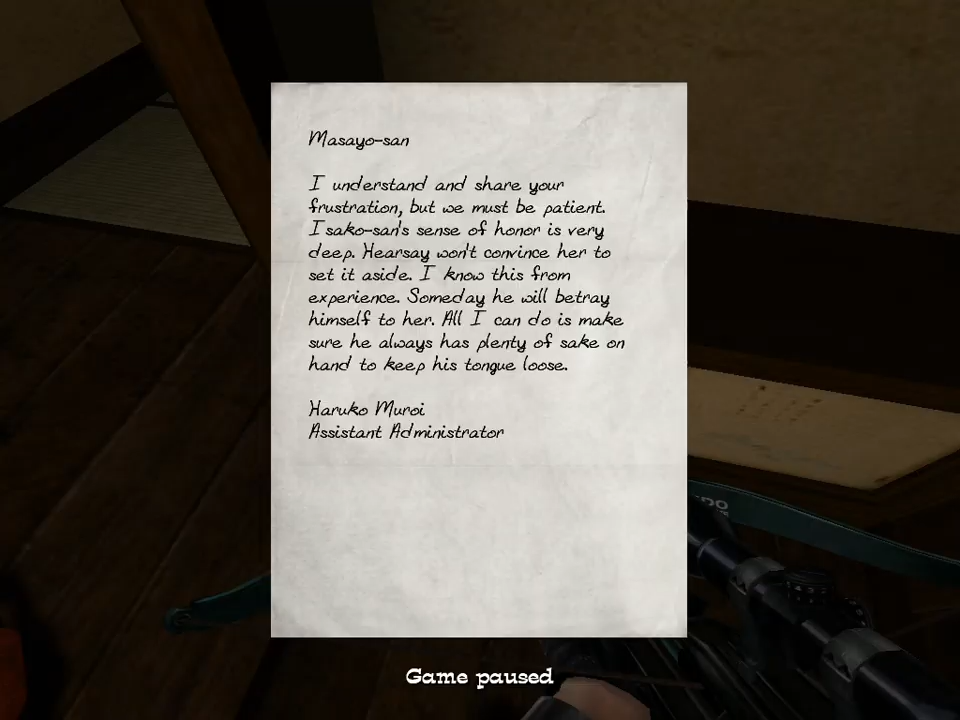 Masayo-san
I understand and share your
frustration, but we must be patient.
Isako-san's sense of honor is very
deep. Hearsay won't convince her to
set it aside. I know this from
experience. Someday he will betray
himself to her. All I can do is make
sure he always has plenty of sake on
hand to keep his tongue loose.
Haruko Muroi
Assistant Administrator
Game paused